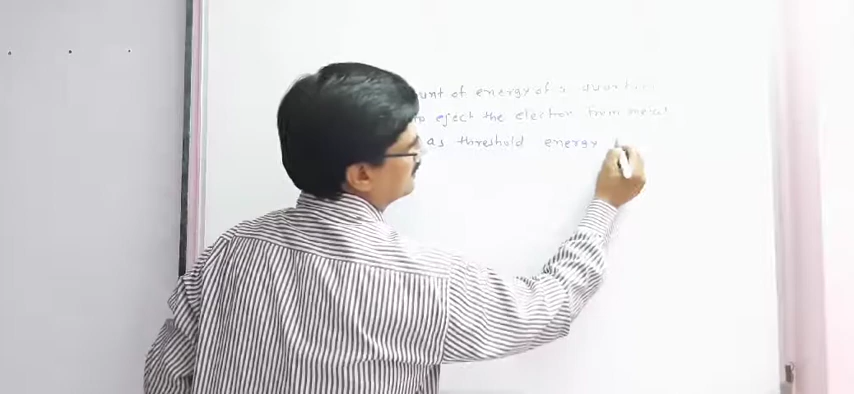 unt of energy of a quantum
to eject the electron from metal
as threshold energy